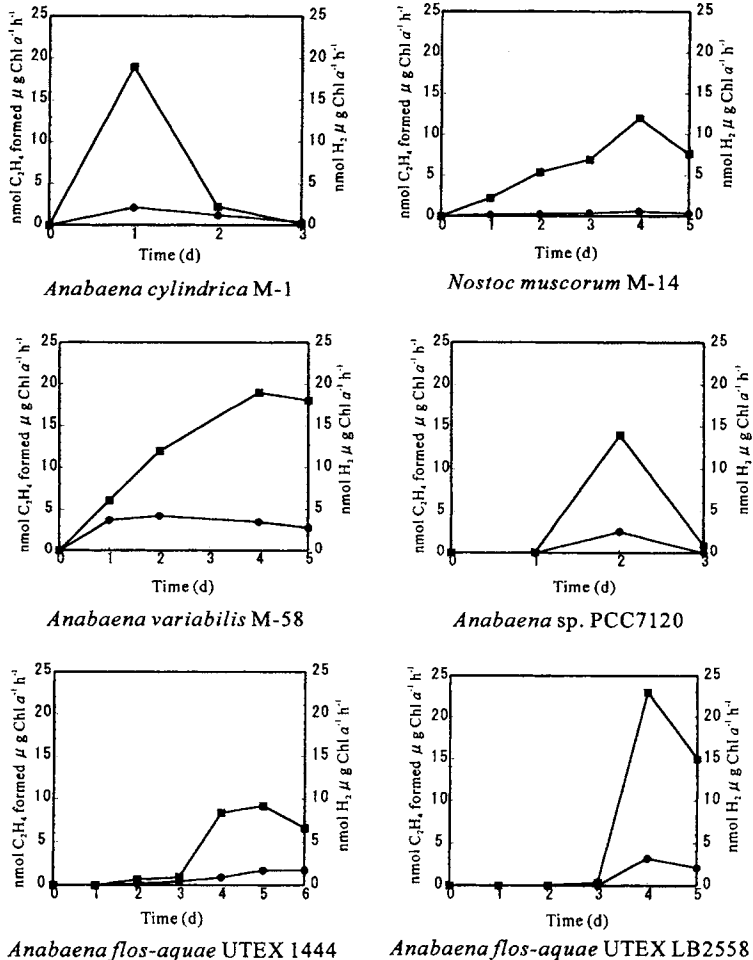 25
20
15
10
5
0
nmol C₂H₄ formed μ g Chl a⁻¹ h⁻¹
25
20
15
10
5
0
nmol H₂ μ g Chl a⁻¹ h⁻¹
0 1 2 3
Time (d)
Anabaena cylindrica M-1
25
20
15
10
5
0
nmol C₂H₄ formed μ g Chl a⁻¹ h⁻¹
25
20
15
10
5
0
nmol H₂ μ g Chl a⁻¹ h⁻¹
0 1 2 3 4 5
Time (d)
Nostoc muscorum M-14
25
20
15
10
5
0
nmol C₂H₄ formed μ g Chl a⁻¹ h⁻¹
25
20
15
10
5
0
nmol H₂ μ g Chl a⁻¹ h⁻¹
0 1 2 3 4 5
Time (d)
Anabaena variabilis M-58
25
20
15
10
5
0
nmol C₂H₄ formed μ g Chl a⁻¹ h⁻¹
25
20
15
10
5
0
nmol H₂ μ g Chl a⁻¹ h⁻¹
0 1 2 3
Time (d)
Anabaena sp. PCC7120
25
20
15
10
5
0
nmol C₂H₄ formed μ g Chl a⁻¹ h⁻¹
25
20
15
10
5
0
nmol H₂ μ g Chl a⁻¹ h⁻¹
0 1 2 3 4 5 6
Time (d)
Anabaena flos-aquae UTEX 1444
25
20
15
10
5
0
nmol C₂H₄ formed μ g Chl a⁻¹ h⁻¹
25
20
15
10
5
0
nmol H₂ μ g Chl a⁻¹ h⁻¹
0 1 2 3 4 5
Time (d)
Anabaena flos-aquae UTEX LB2558